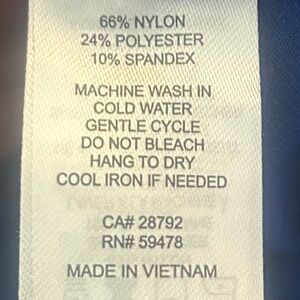 66% NYLON
24% POLYESTER
10% SPANDEX
MACHINE WASH IN
COLD WATER
GENTLE CYCLE
DO NOT BLEACH
HANG TO DRY
COOL IRON IF NEEDED
CA# 28792
RN# 59478
MADE IN VIETNAM